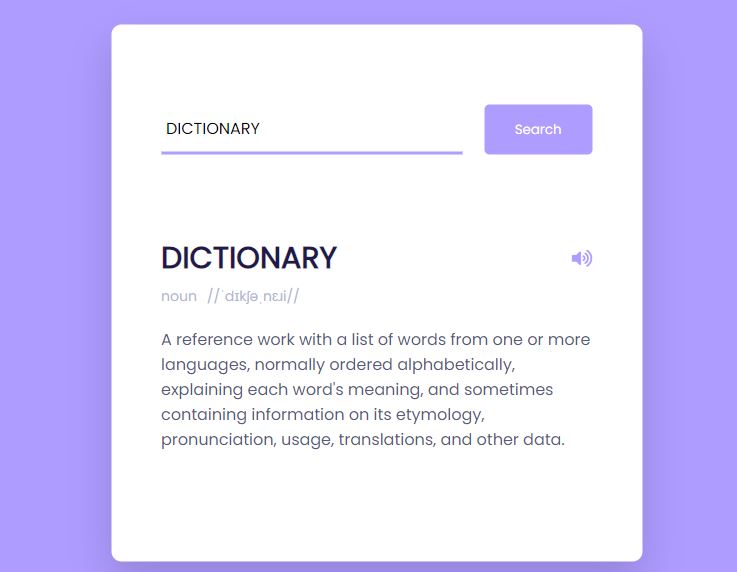 DICTIONARY
Search
DICTIONARY
noun //ˈdɪkʃəˌnɛɹi//
A reference work with a list of words from one or more
languages, normally ordered alphabetically,
explaining each word's meaning, and sometimes
containing information on its etymology,
pronunciation, usage, translations, and other data.